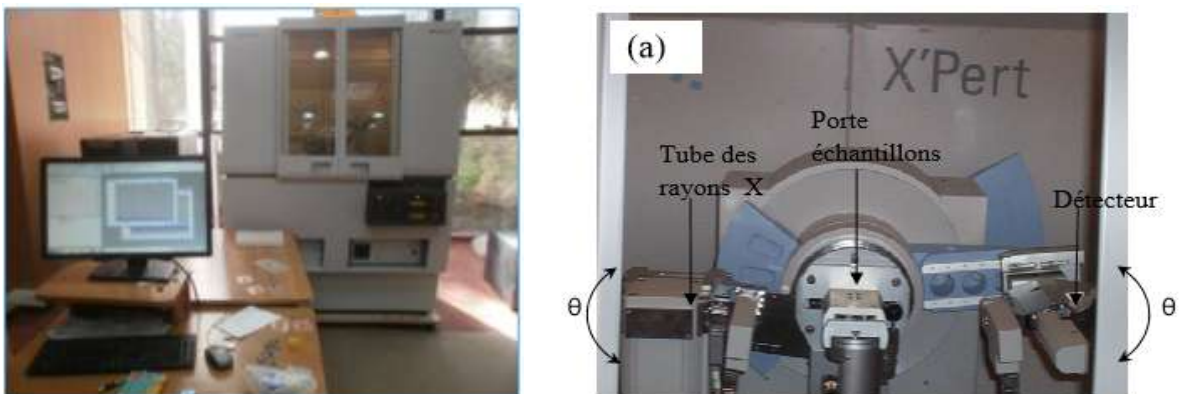 (a)
X'Pert
Porte
échantillons
Tube des
rayons X
Détecteur
θ
θ